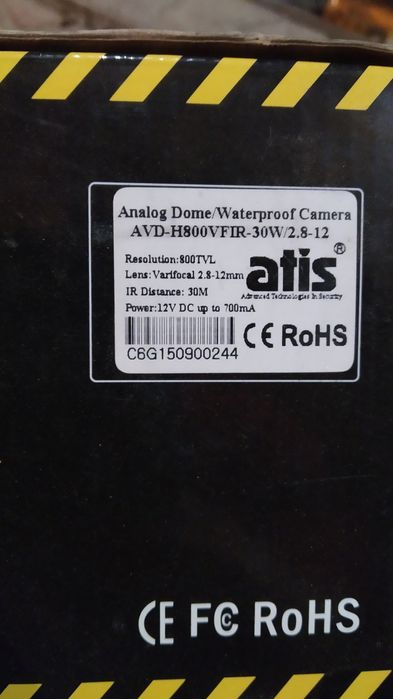 Analog Dome/Waterproof Camera
AVD-H800VFIR-30W/2.8-12
Resolution:800TVL
Lens: Varifocal 2.8-12mm
IR Distance: 30M
Power:12V DC up to 700mA
atis®
Advanced Technologies In Security
CE RoHS
C6G150900244
CE FC RoHS